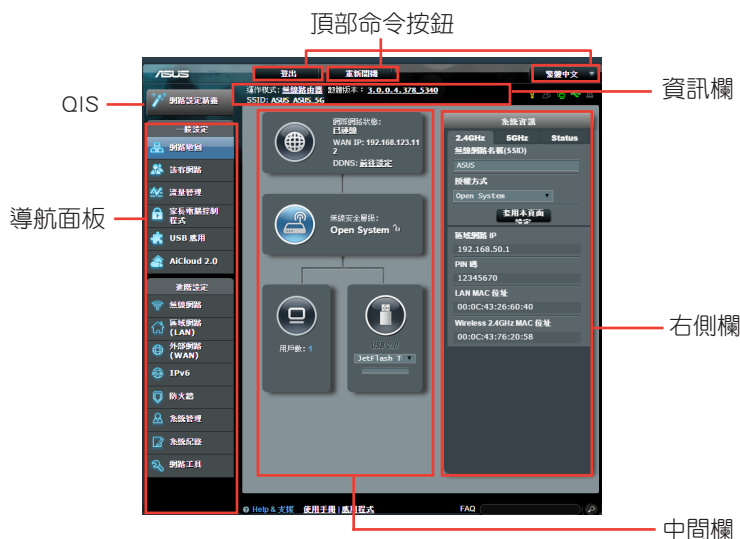 頂部命令按鈕
ASUS
登出
重新開機
繁體中文
運作模式: 無線路由器 韌體版本: 3.0.0.4.378_5340
SSID: ASUS ASUS_5G
資訊欄
QIS
網路設定精靈
一般設定
網路地圖
訪客網路
流量管理
家長電腦控制
程式
USB 應用
AiCloud 2.0
導航面板
進階設定
無線網路
區域網路
(LAN)
外部網路
(WAN)
IPv6
防火牆
系統管理
系統記錄
網路工具
網際網路狀態:
已連線
WAN IP: 192.168.123.11
2
DDNS: 前往設定
無線安全層級:
Open System
用戶數: 1
USB 2.0
JetFlash T
系統資訊
2.4GHz
5GHz
Status
無線網路名稱(SSID)
ASUS
授權方式
Open System
套用本頁面
設定
區域網路 IP
192.168.50.1
PIN 碼
12345670
LAN MAC 位址
00:0C:43:26:60:40
Wireless 2.4GHz MAC 位址
00:0C:43:76:20:58
右側欄
Help & 支援
使用手冊 | 應用程式
FAQ
中間欄